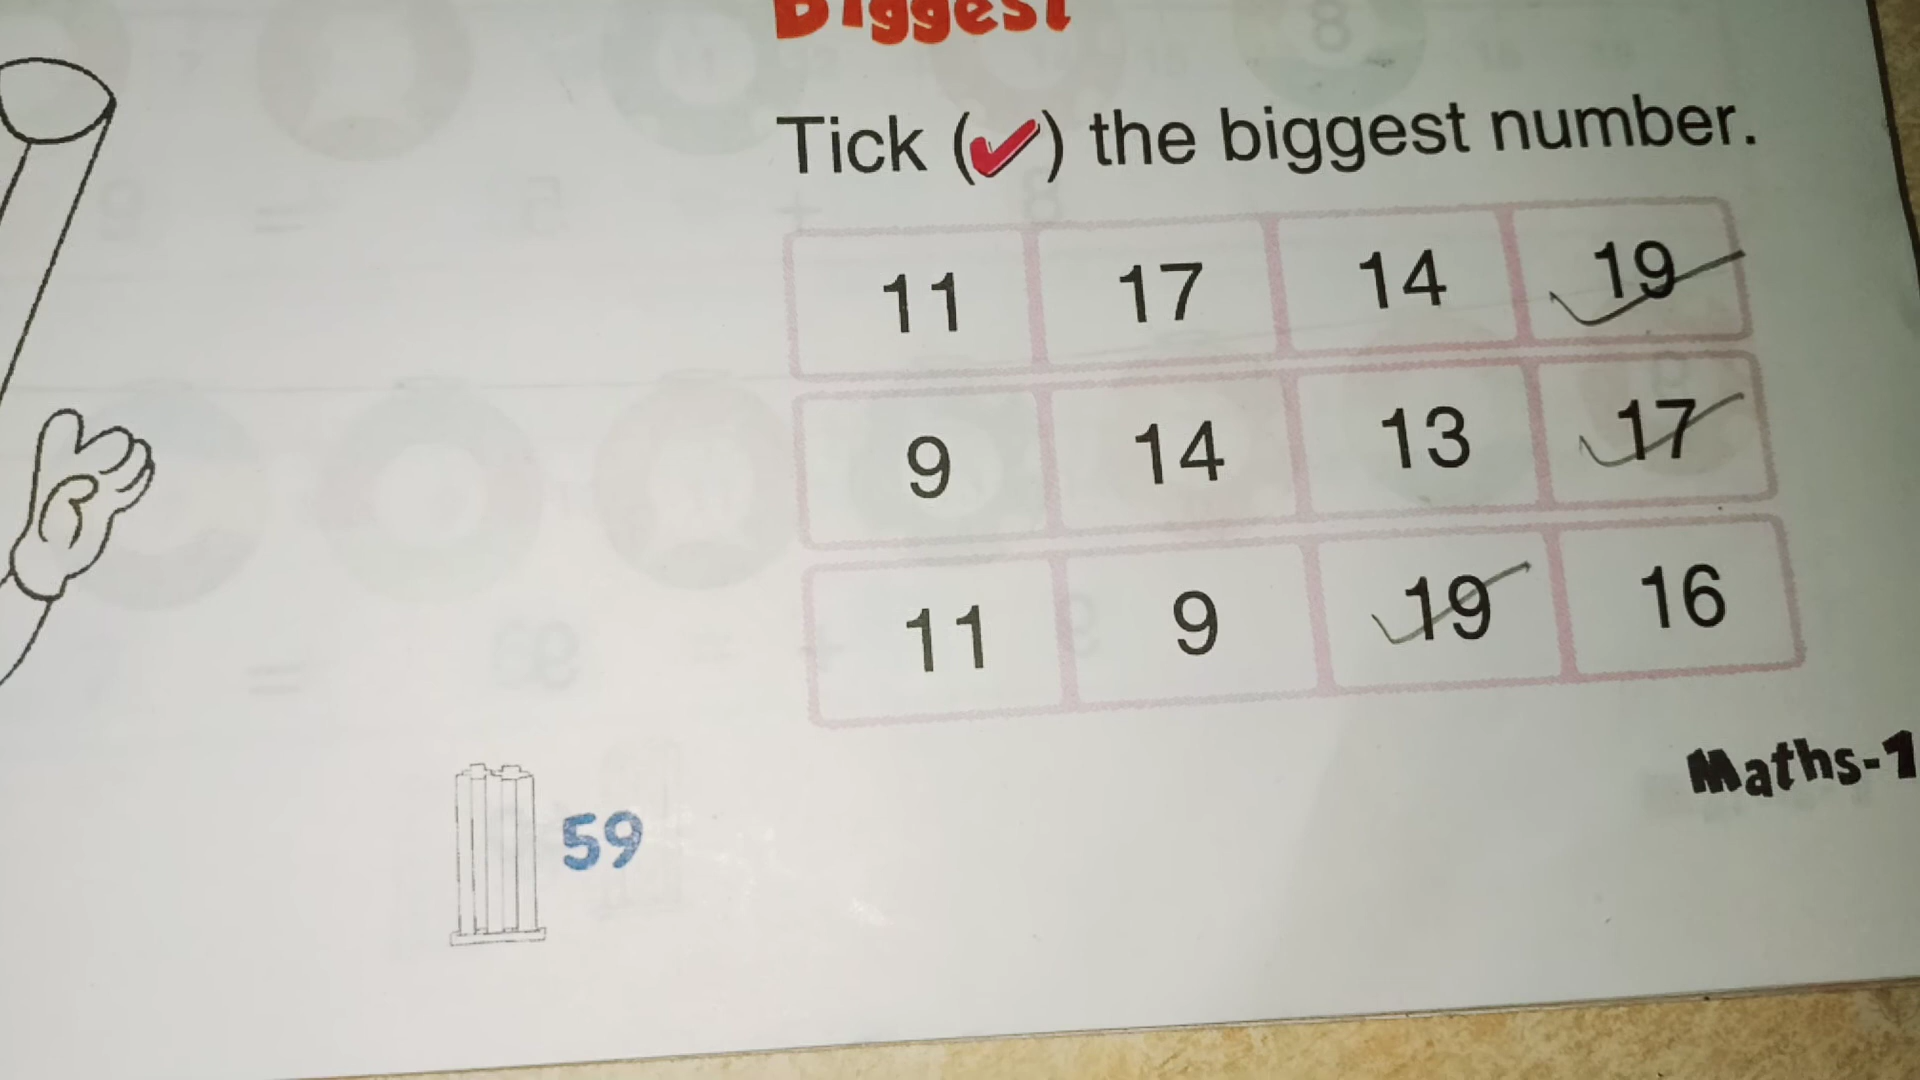 Biggest
Tick (✔) the biggest number.
11 17 14 19
9 14 13 17
11 9 19 16
59
Maths-1